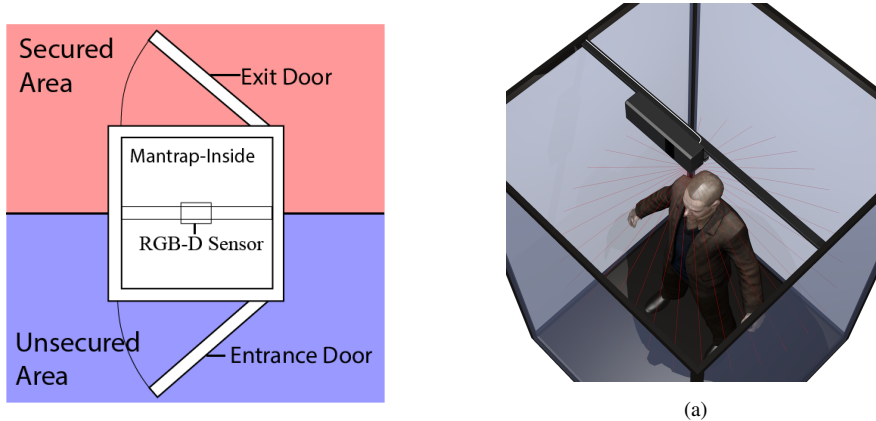 Secured
Area
Exit Door
Mantrap-Inside
RGB-D Sensor
Unsecured
Area
Entrance Door
(a)